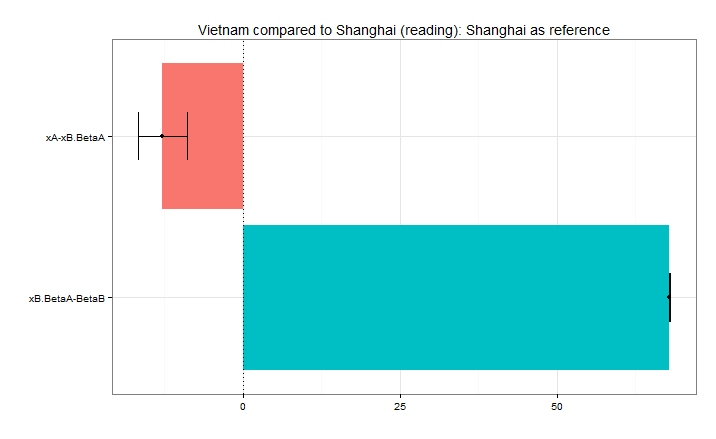 Vietnam compared to Shanghai (reading): Shanghai as reference
xA-xB.BetaA
xB.BetaA-BetaB
0 25 50